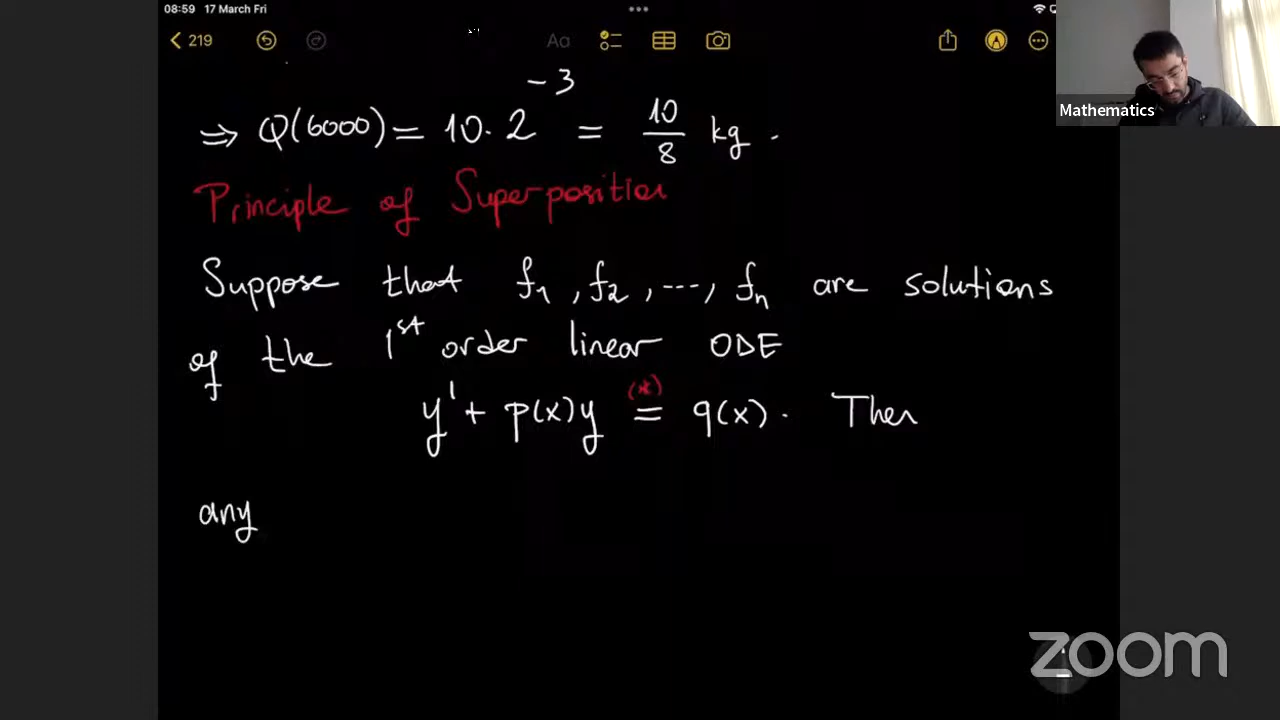 08:59 17 March Fri
219
Aa
Mathematics
⇒ Q(6000) = 10·2^-3 = 10/8 kg.
Principle of Superposition
Suppose that f₁, f₂, ..., fₙ are solutions
of the 1st order linear ODE
y' + p(x)y (*)= q(x). Then
any
zoom